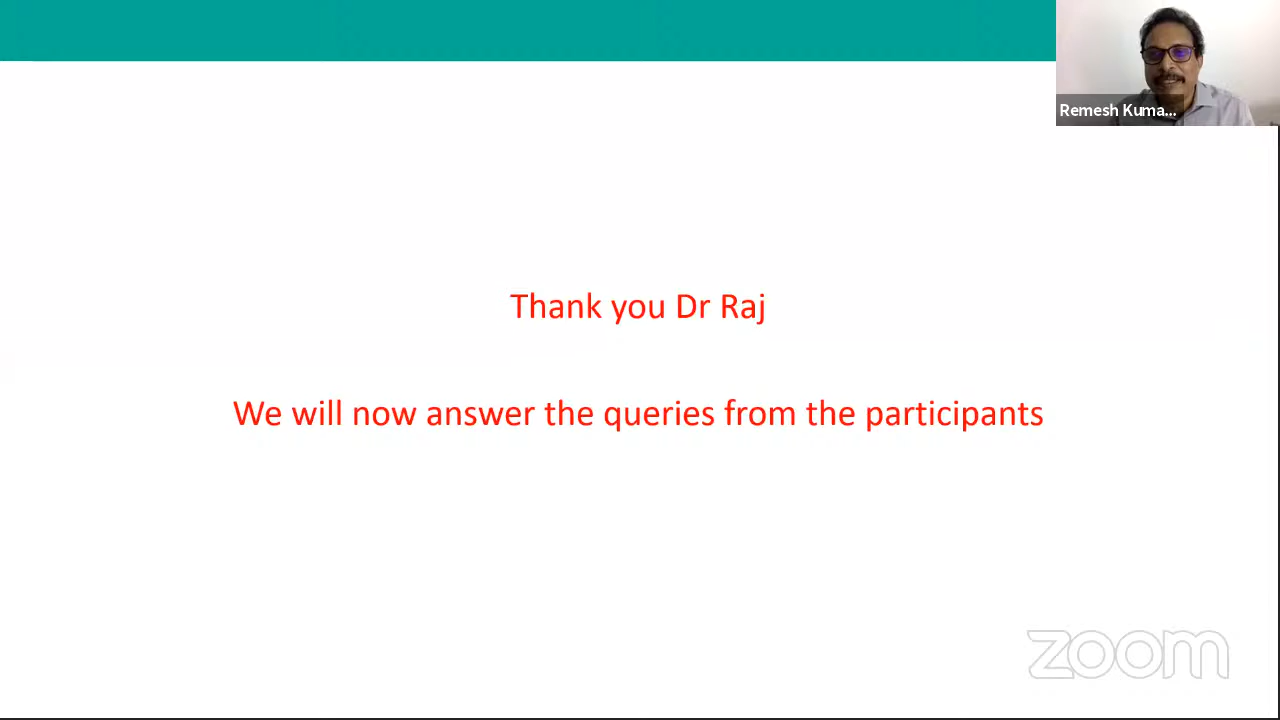 Remesh Kuma...
Thank you Dr Raj
We will now answer the queries from the participants
zoom